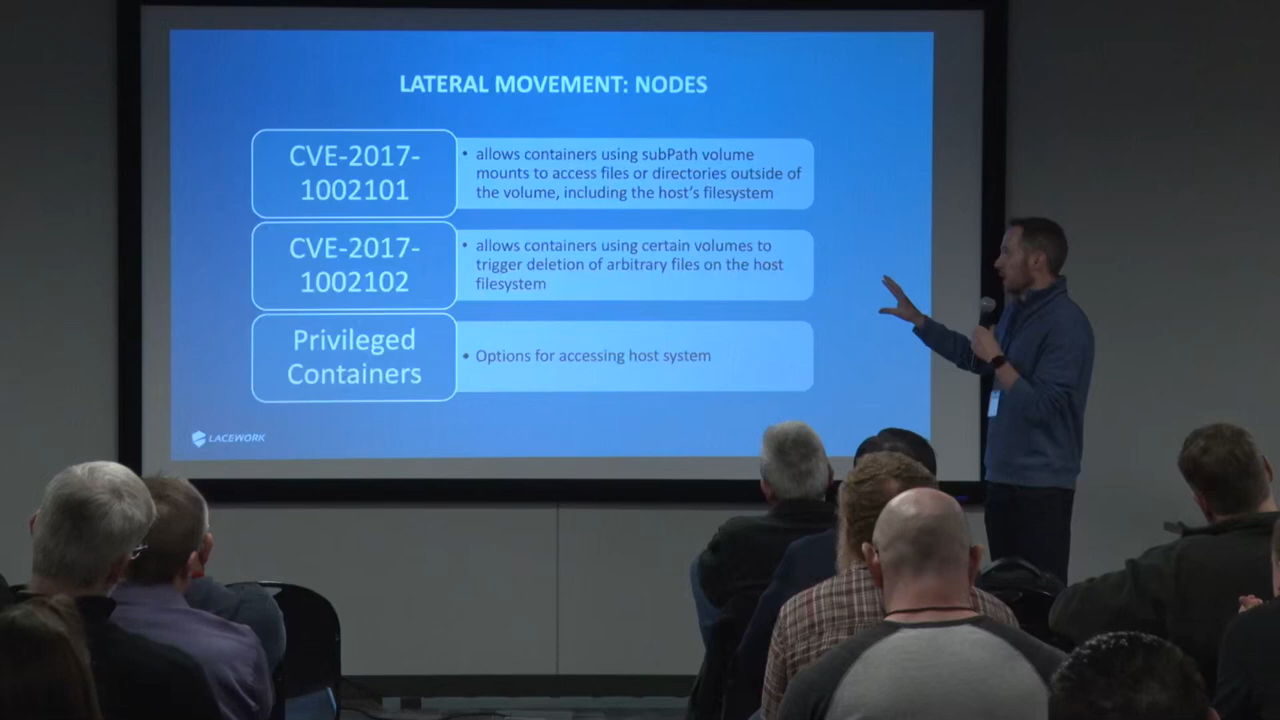 LATERAL MOVEMENT: NODES
CVE-2017-
1002101
• allows containers using subPath volume
mounts to access files or directories outside of
the volume, including the host's filesystem
CVE-2017-
1002102
• allows containers using certain volumes to
trigger deletion of arbitrary files on the host
filesystem
Privileged
Containers
• Options for accessing host system
LACEWORK